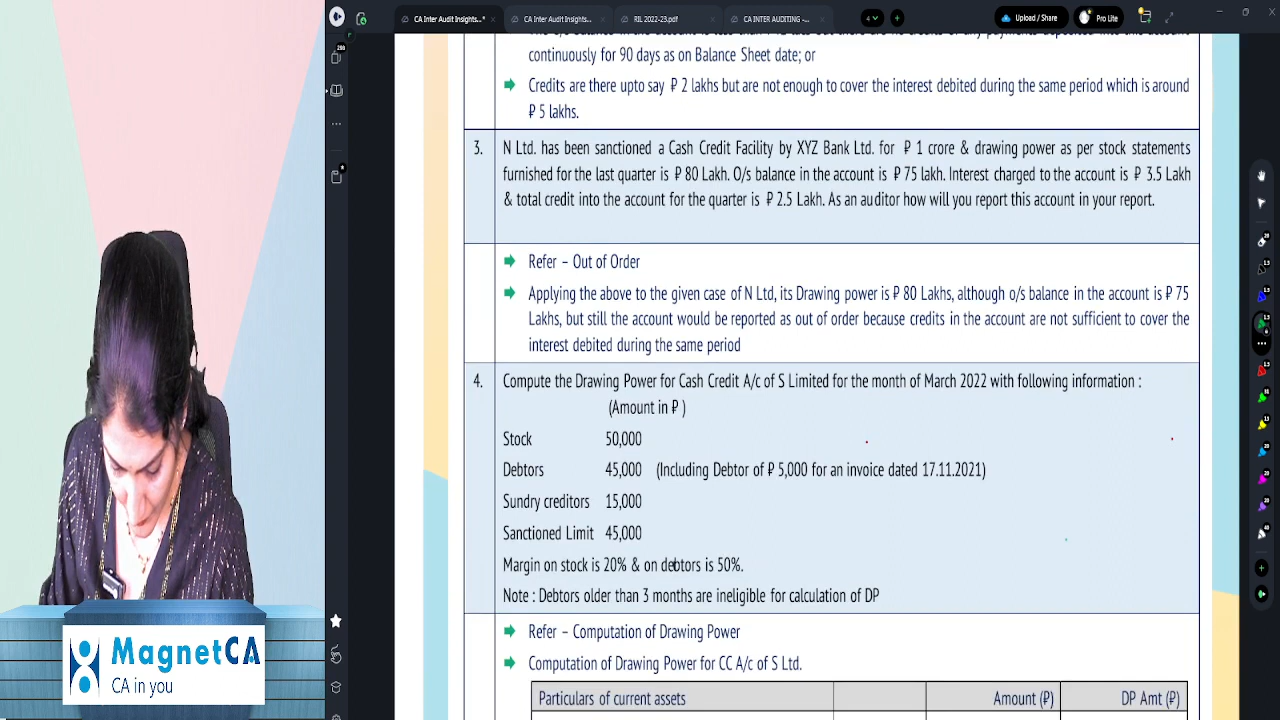 CA Inter Audit Insights...*
CA Inter Audit Insights...
RIL 2022-23.pdf
CA INTER AUDITING -...
4
Upload / Share
Pro Lite
continuously for 90 days as on Balance Sheet date; or
Credits are there upto say ₽ 2 lakhs but are not enough to cover the interest debited during the same period which is around
₽ 5 lakhs.
3. N Ltd. has been sanctioned a Cash Credit Facility by XYZ Bank Ltd. for ₽ 1 crore & drawing power as per stock statements
furnished for the last quarter is ₽ 80 Lakh. O/s balance in the account is ₽ 75 lakh. Interest charged to the account is ₽ 3.5 Lakh
& total credit into the account for the quarter is ₽ 2.5 Lakh. As an auditor how will you report this account in your report.
Refer – Out of Order
Applying the above to the given case of N Ltd, its Drawing power is ₽ 80 Lakhs, although o/s balance in the account is ₽ 75
Lakhs, but still the account would be reported as out of order because credits in the account are not sufficient to cover the
interest debited during the same period
4. Compute the Drawing Power for Cash Credit A/c of S Limited for the month of March 2022 with following information :
(Amount in ₽ )
Stock 50,000
Debtors 45,000 (Including Debtor of ₽ 5,000 for an invoice dated 17.11.2021)
Sundry creditors 15,000
Sanctioned Limit 45,000
Margin on stock is 20% & on debtors is 50%.
Note : Debtors older than 3 months are ineligible for calculation of DP
Refer – Computation of Drawing Power
Computation of Drawing Power for CC A/c of S Ltd.
Particulars of current assets Amount (₽) DP Amt (₽)
MagnetCA
CA in you